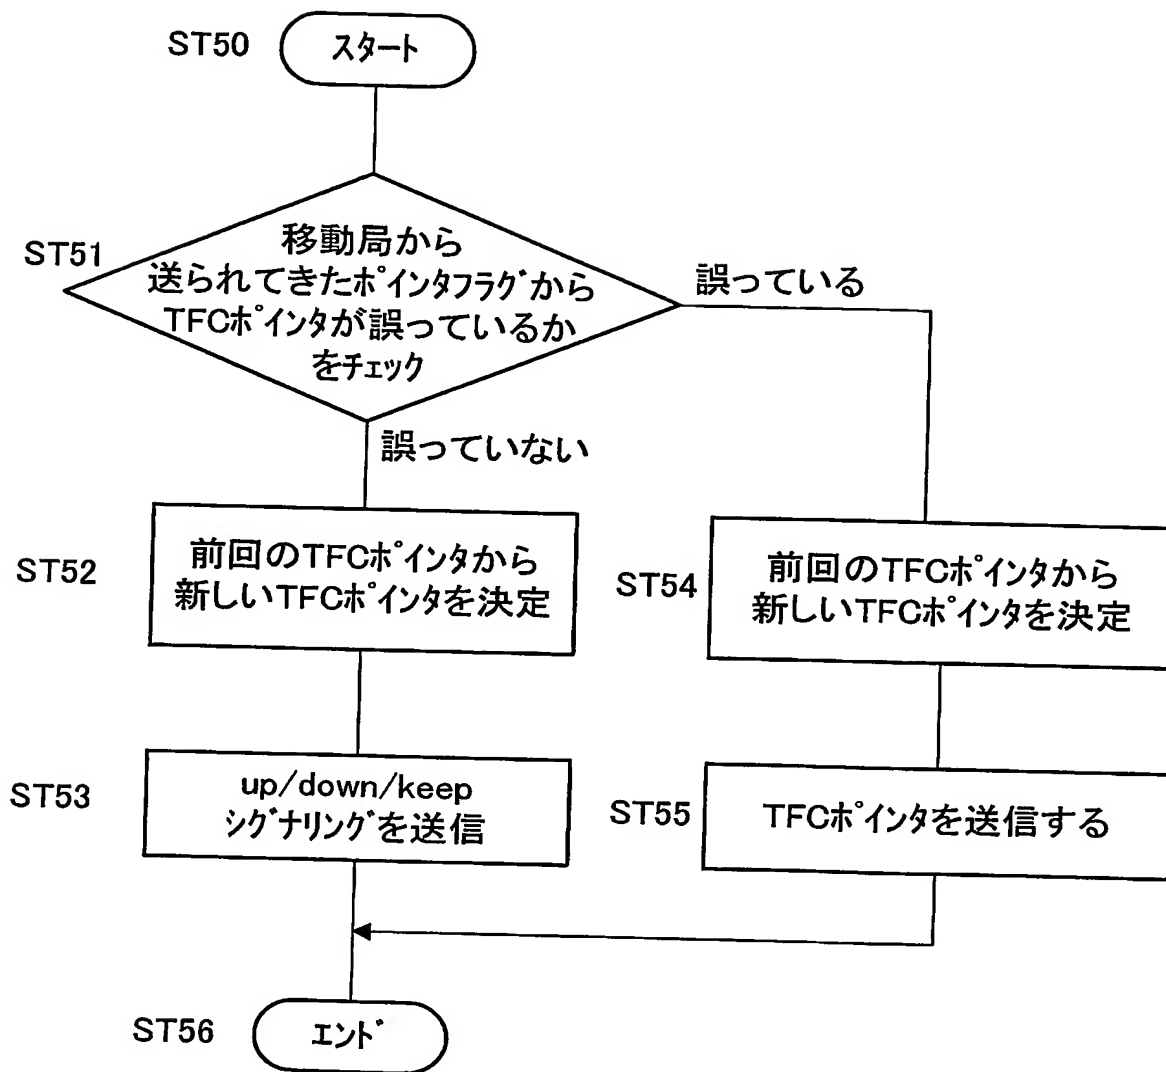 ST50
スタート
ST51
移動局から
送られてきたポインタフラグから
TFCポインタが誤っているか
をチェック
誤っている
誤っていない
ST52
前回のTFCポインタから
新しいTFCポインタを決定
ST54
前回のTFCポインタから
新しいTFCポインタを決定
ST53
up/down/keep
シグナリングを送信
ST55
TFCポインタを送信する
ST56
エンド